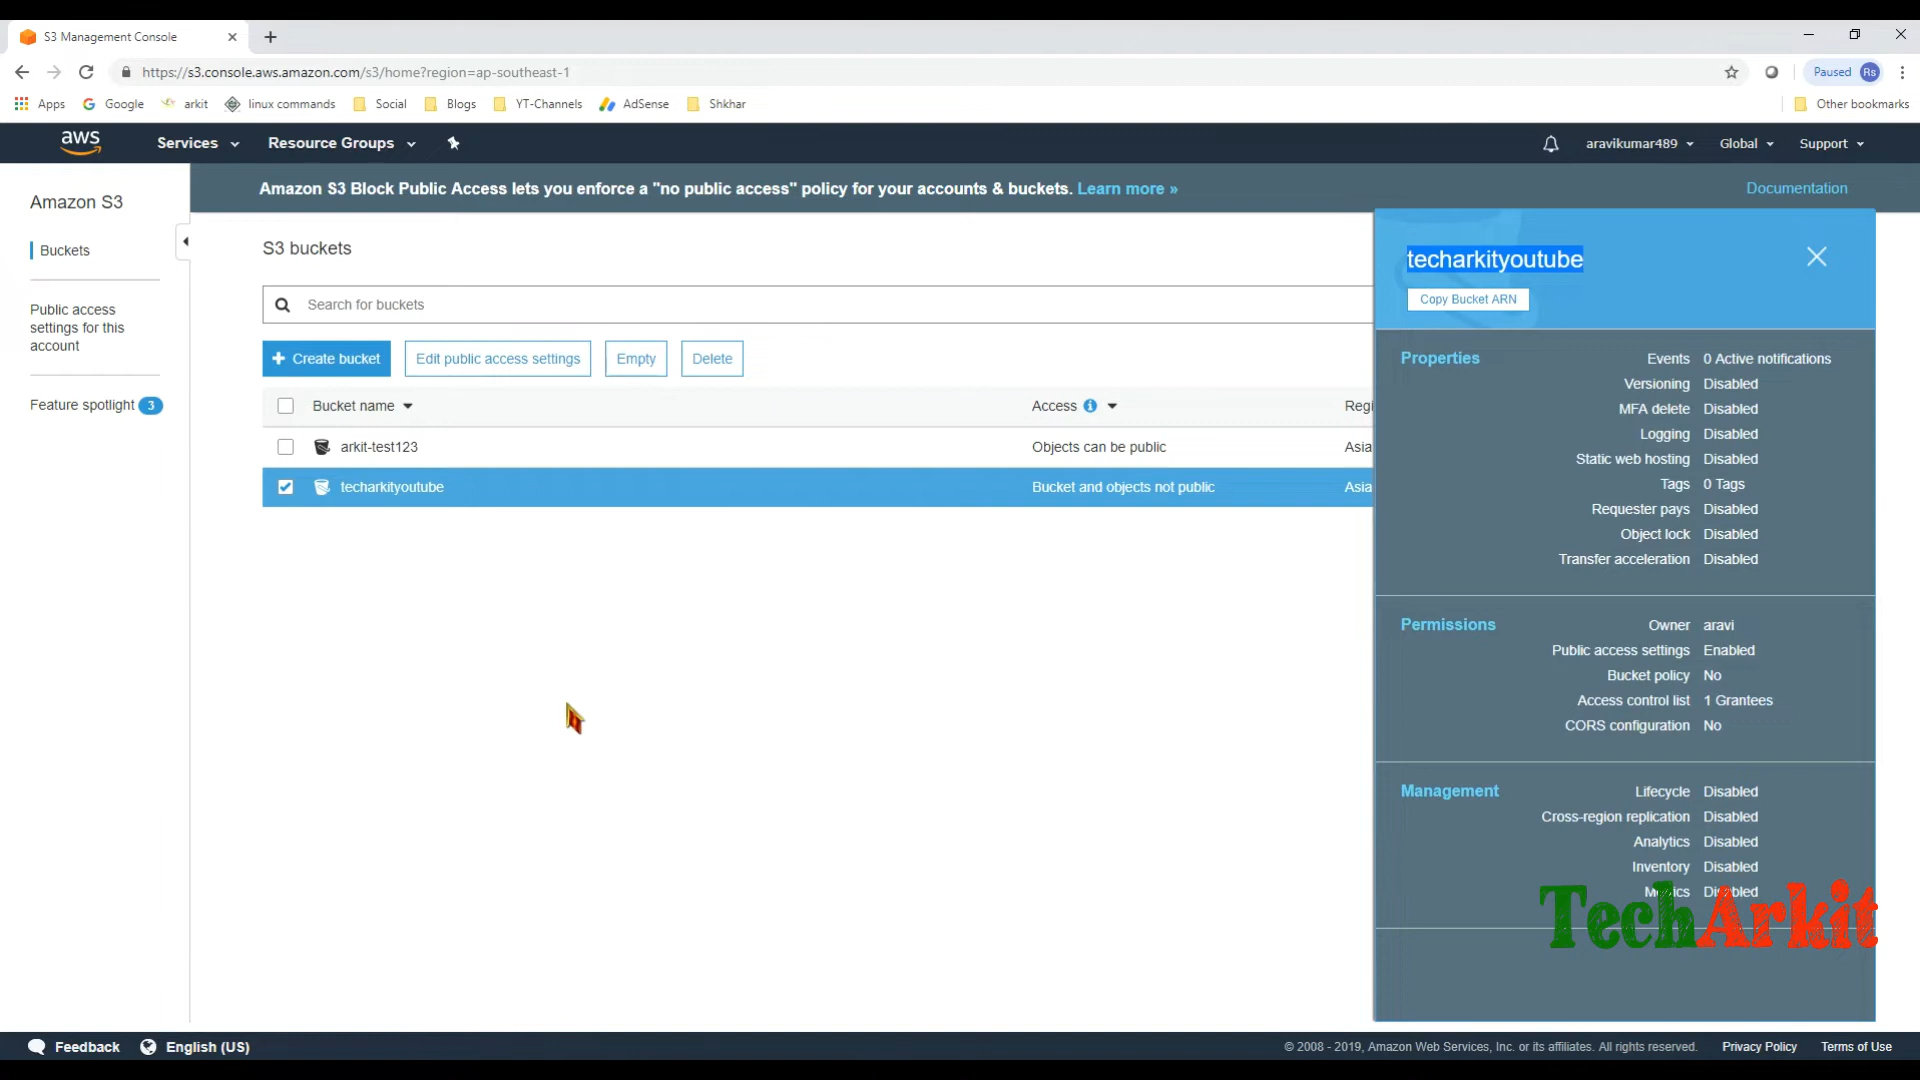 S3 Management Console
https://s3.console.aws.amazon.com/s3/home?region=ap-southeast-1
Paused Rs
Apps Google arkit linux commands Social Blogs YT-Channels AdSense Shkhar Other bookmarks
aws Services Resource Groups aravikumar489 Global Support
Amazon S3
Buckets
Public access
settings for this
account
Feature spotlight 3
Amazon S3 Block Public Access lets you enforce a "no public access" policy for your accounts & buckets. Learn more » Documentation
S3 buckets
Search for buckets
+ Create bucket Edit public access settings Empty Delete
Bucket name Access Regi
arkit-test123 Objects can be public Asia
techarkityoutube Bucket and objects not public Asia
techarkityoutube
Copy Bucket ARN
Properties Events 0 Active notifications
Versioning Disabled
MFA delete Disabled
Logging Disabled
Static web hosting Disabled
Tags 0 Tags
Requester pays Disabled
Object lock Disabled
Transfer acceleration Disabled
Permissions Owner aravi
Public access settings Enabled
Bucket policy No
Access control list 1 Grantees
CORS configuration No
Management Lifecycle Disabled
Cross-region replication Disabled
Analytics Disabled
Inventory Disabled
Metrics Disabled
TechArkit
Feedback English (US)
© 2008 - 2019, Amazon Web Services, Inc. or its affiliates. All rights reserved. Privacy Policy Terms of Use